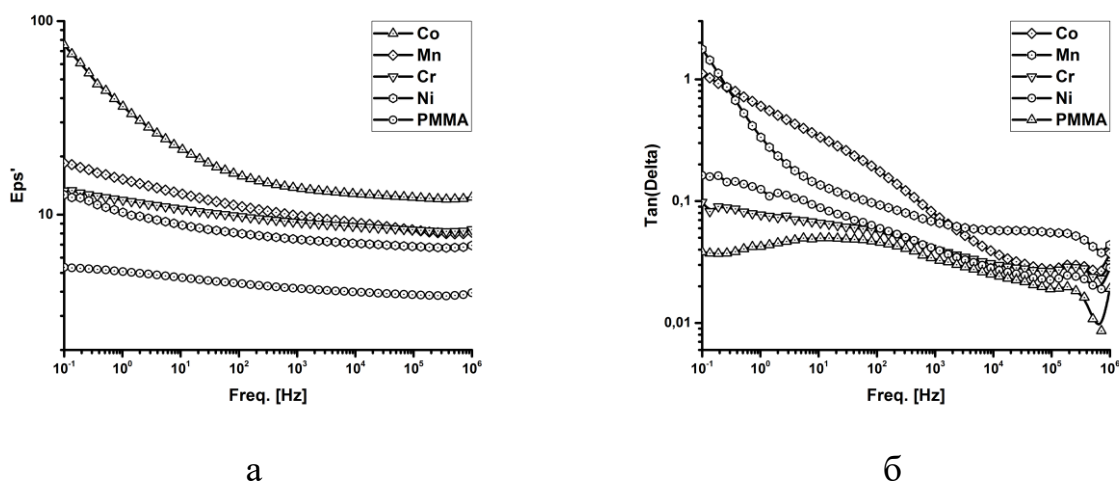 100
10
Eps'
10⁻¹ 10⁰ 10¹ 10² 10³ 10⁴ 10⁵ 10⁶
Freq. [Hz]
Co
Mn
Cr
Ni
PMMA
а
1
0,1
0,01
Tan(Delta)
10⁻¹ 10⁰ 10¹ 10² 10³ 10⁴ 10⁵ 10⁶
Freq. [Hz]
Co
Mn
Cr
Ni
PMMA
б